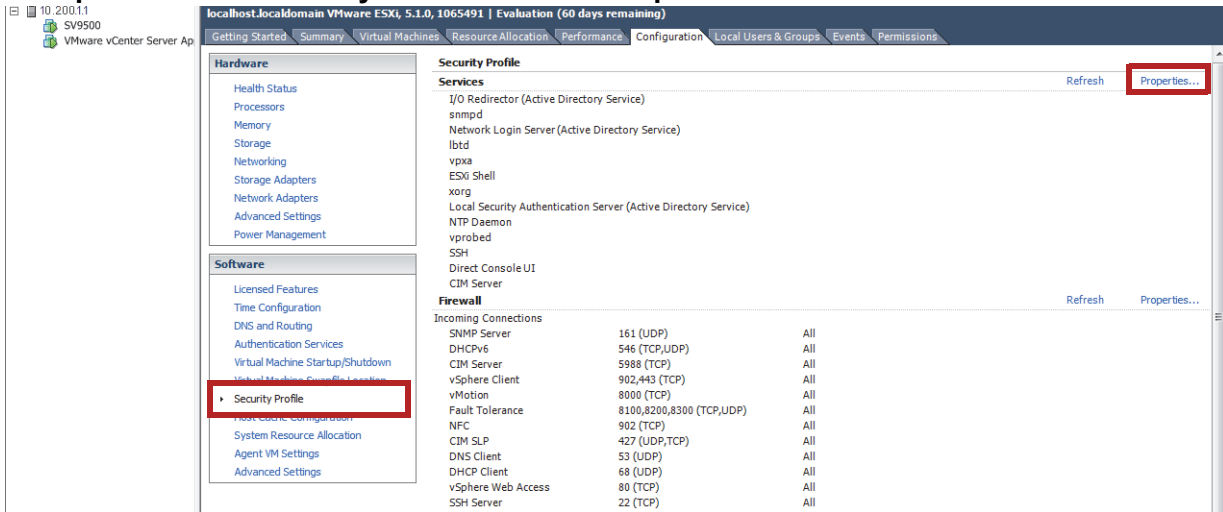 10.200.1.1
SV9500
VMware vCenter Server Ap
localhost.localdomain VMware ESXi, 5.1.0, 1065491 | Evaluation (60 days remaining)
Getting Started Summary Virtual Machines Resource Allocation Performance Configuration Local Users & Groups Events Permissions
Hardware
Health Status
Processors
Memory
Storage
Networking
Storage Adapters
Network Adapters
Advanced Settings
Power Management
Software
Licensed Features
Time Configuration
DNS and Routing
Authentication Services
Virtual Machine Startup/Shutdown
Virtual Machine Swapfile Location
Security Profile
Host Cache Configuration
System Resource Allocation
Agent VM Settings
Advanced Settings
Security Profile
Services Refresh Properties...
I/O Redirector (Active Directory Service)
snmpd
Network Login Server (Active Directory Service)
lbtd
vpxa
ESXi Shell
xorg
Local Security Authentication Server (Active Directory Service)
NTP Daemon
vprobed
SSH
Direct Console UI
CIM Server
Firewall Refresh Properties...
Incoming Connections
SNMP Server 161 (UDP) All
DHCPv6 546 (TCP,UDP) All
CIM Server 5988 (TCP) All
vSphere Client 902,443 (TCP) All
vMotion 8000 (TCP) All
Fault Tolerance 8100,8200,8300 (TCP,UDP) All
NFC 902 (TCP) All
CIM SLP 427 (UDP,TCP) All
DNS Client 53 (UDP) All
DHCP Client 68 (UDP) All
vSphere Web Access 80 (TCP) All
SSH Server 22 (TCP) All